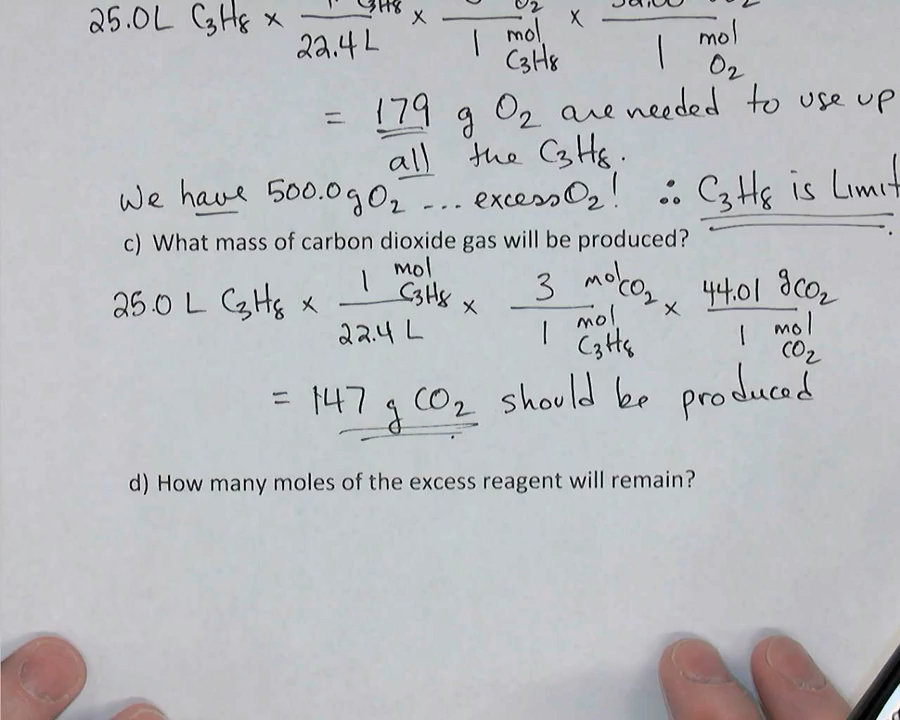 25.0L C3H8 × C3H8 × O2 ×
22.4 L 1 mol C3H8 1 mol O2
= 179 g O2 are needed to use up
all the C3H8.
We have 500.0g O2 ... excess O2! ∴ C3H8 is Limit
c) What mass of carbon dioxide gas will be produced?
25.0 L C3H8 × 1 mol C3H8 × 3 mol CO2 × 44.01 g CO2
22.4 L 1 mol C3H8 1 mol CO2
= 147 g CO2 should be produced
d) How many moles of the excess reagent will remain?